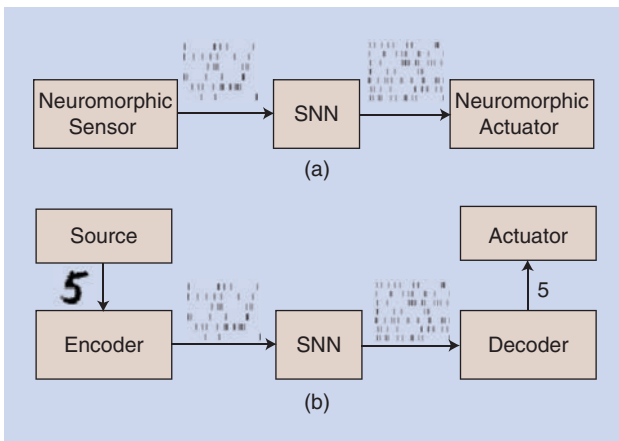 Neuromorphic
Sensor
SNN
Neuromorphic
Actuator
(a)
Source
Actuator
5
5
Encoder
SNN
Decoder
(b)